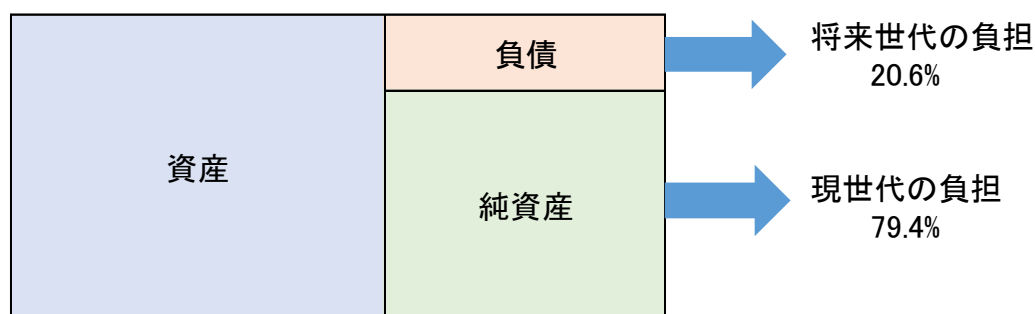 負債
将来世代の負担
20.6%
資産
純資産
現世代の負担
79.4%